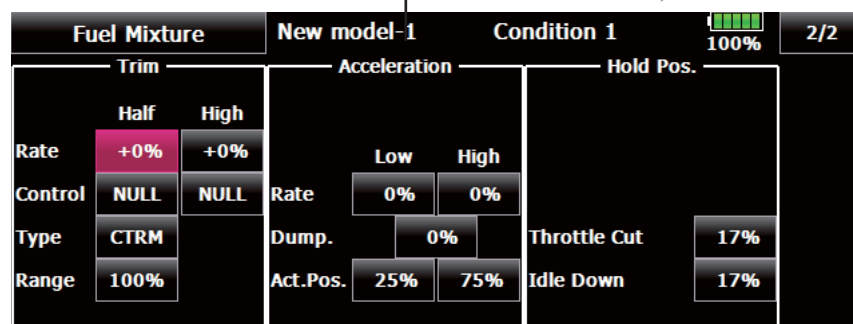 Fuel Mixture New model-1 Condition 1 100% 2/2
Trim Acceleration Hold Pos.
Half High
Rate +0% +0% Low High
Control NULL NULL Rate 0% 0%
Type CTRM Dump. 0% Throttle Cut 17%
Range 100% Act.Pos. 25% 75% Idle Down 17%